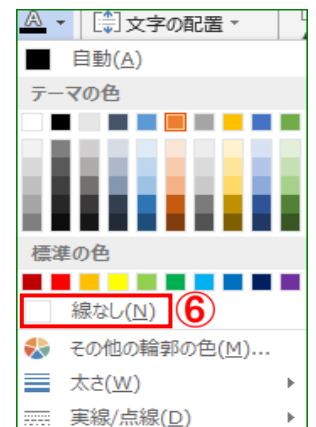 A 文字の配置
自動(A)
テーマの色
標準の色
線なし(N) ⑥
その他の輪郭の色(M)...
太さ(W)
実線/点線(D)